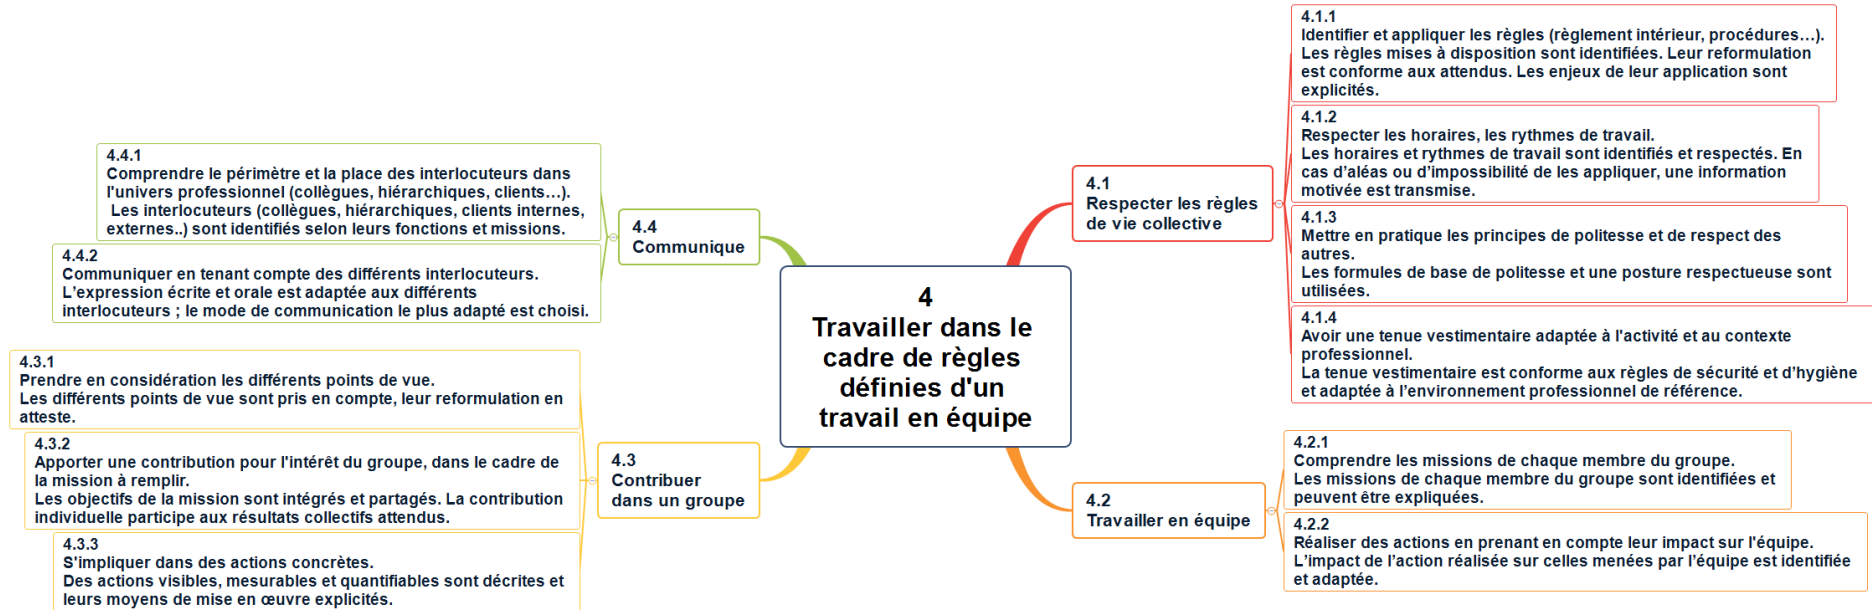 4
Travailler dans le
cadre de règles
définies d'un
travail en équipe
4.1
Respecter les règles
de vie collective
4.1.1
Identifier et appliquer les règles (règlement intérieur, procédures…).
Les règles mises à disposition sont identifiées. Leur reformulation
est conforme aux attendus. Les enjeux de leur application sont
explicités.
4.1.2
Respecter les horaires, les rythmes de travail.
Les horaires et rythmes de travail sont identifiés et respectés. En
cas d’aléas ou d’impossibilité de les appliquer, une information
motivée est transmise.
4.1.3
Mettre en pratique les principes de politesse et de respect des
autres.
Les formules de base de politesse et une posture respectueuse sont
utilisées.
4.1.4
Avoir une tenue vestimentaire adaptée à l'activité et au contexte
professionnel.
La tenue vestimentaire est conforme aux règles de sécurité et d’hygiène
et adaptée à l’environnement professionnel de référence.
4.2
Travailler en équipe
4.2.1
Comprendre les missions de chaque membre du groupe.
Les missions de chaque membre du groupe sont identifiées et
peuvent être expliquées.
4.2.2
Réaliser des actions en prenant en compte leur impact sur l'équipe.
L’impact de l’action réalisée sur celles menées par l’équipe est identifiée
et adaptée.
4.3
Contribuer
dans un groupe
4.3.1
Prendre en considération les différents points de vue.
Les différents points de vue sont pris en compte, leur reformulation en
atteste.
4.3.2
Apporter une contribution pour l'intérêt du groupe, dans le cadre de
la mission à remplir.
Les objectifs de la mission sont intégrés et partagés. La contribution
individuelle participe aux résultats collectifs attendus.
4.3.3
S'impliquer dans des actions concrètes.
Des actions visibles, mesurables et quantifiables sont décrites et
leurs moyens de mise en œuvre explicités.
4.4
Communique
4.4.1
Comprendre le périmètre et la place des interlocuteurs dans
l'univers professionnel (collègues, hiérarchiques, clients…).
Les interlocuteurs (collègues, hiérarchiques, clients internes,
externes..) sont identifiés selon leurs fonctions et missions.
4.4.2
Communiquer en tenant compte des différents interlocuteurs.
L’expression écrite et orale est adaptée aux différents
interlocuteurs ; le mode de communication le plus adapté est choisi.